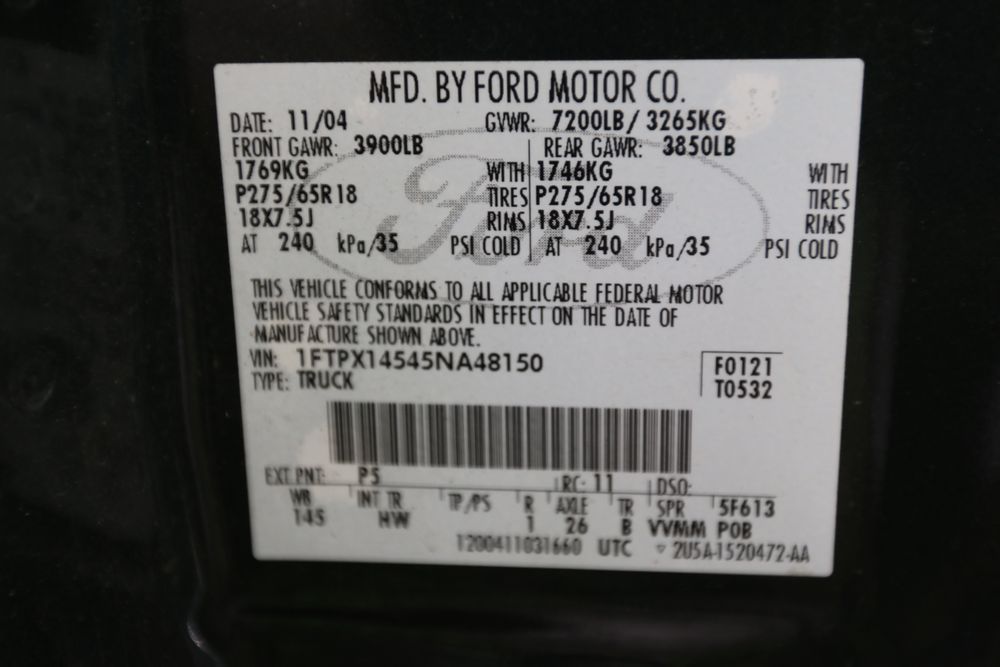 MFD. BY FORD MOTOR CO.
DATE: 11/04 GVWR: 7200LB/ 3265KG
FRONT GAWR: 3900LB REAR GAWR: 3850LB
1769KG WITH 1746KG WITH
P275/65R18 TIRES P275/65R18 TIRES
18X7.5J RIMS 18X7.5J RIMS
AT 240 kPa/35 PSI COLD AT 240 kPa/35 PSI COLD
Ford
THIS VEHICLE CONFORMS TO ALL APPLICABLE FEDERAL MOTOR
VEHICLE SAFETY STANDARDS IN EFFECT ON THE DATE OF
MANUFACTURE SHOWN ABOVE.
VIN: 1FTPX14545NA48150 F0121
TYPE: TRUCK T0532
EXT PNT: P5 RC: 11 DSO:
WB INT TR TP/PS R AXLE TR SPR 5F613
145 HW 1 26 B VVMM POB
1200411031660 UTC 2U5A-1520472-AA